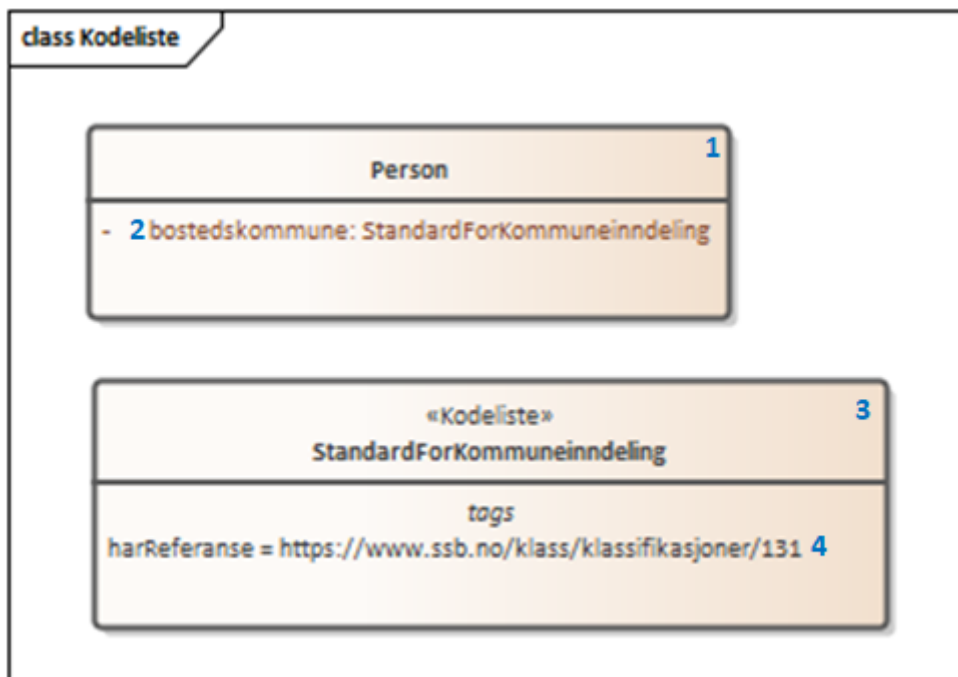 class Kodeliste
Person 1
- 2 bostedskommune: StandardForKommuneinndeling
«Kodeliste» 3
StandardForKommuneinndeling
tags
harReferanse = https://www.ssb.no/klass/klassifikasjoner/131 4